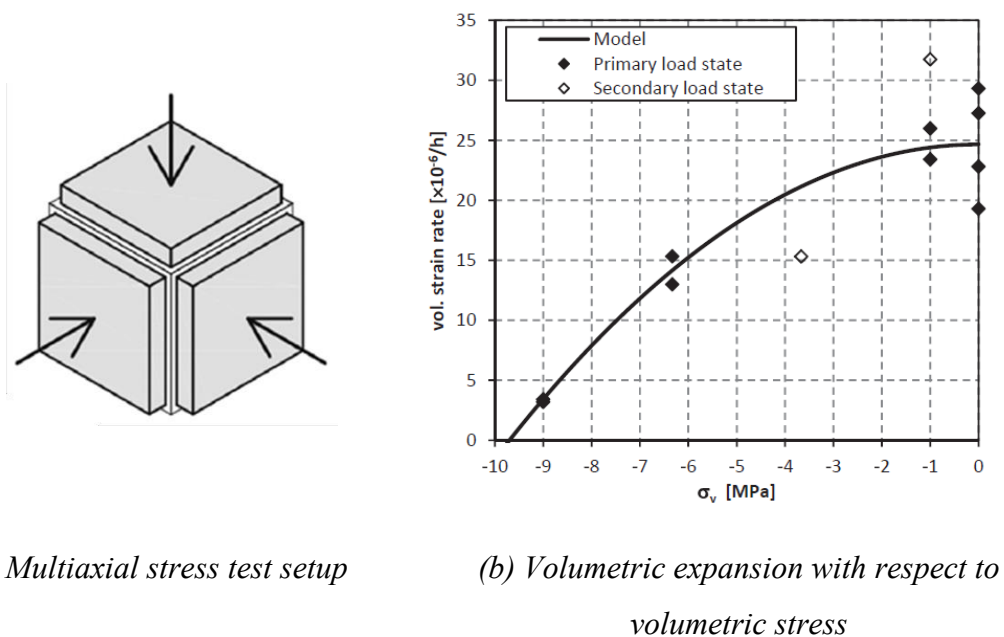 35
30
25
20
15
10
5
0
vol. strain rate [×10⁻⁶/h]
Model
Primary load state
Secondary load state
-10 -9 -8 -7 -6 -5 -4 -3 -2 -1 0
σᵥ [MPa]
Multiaxial stress test setup
(b) Volumetric expansion with respect to
volumetric stress